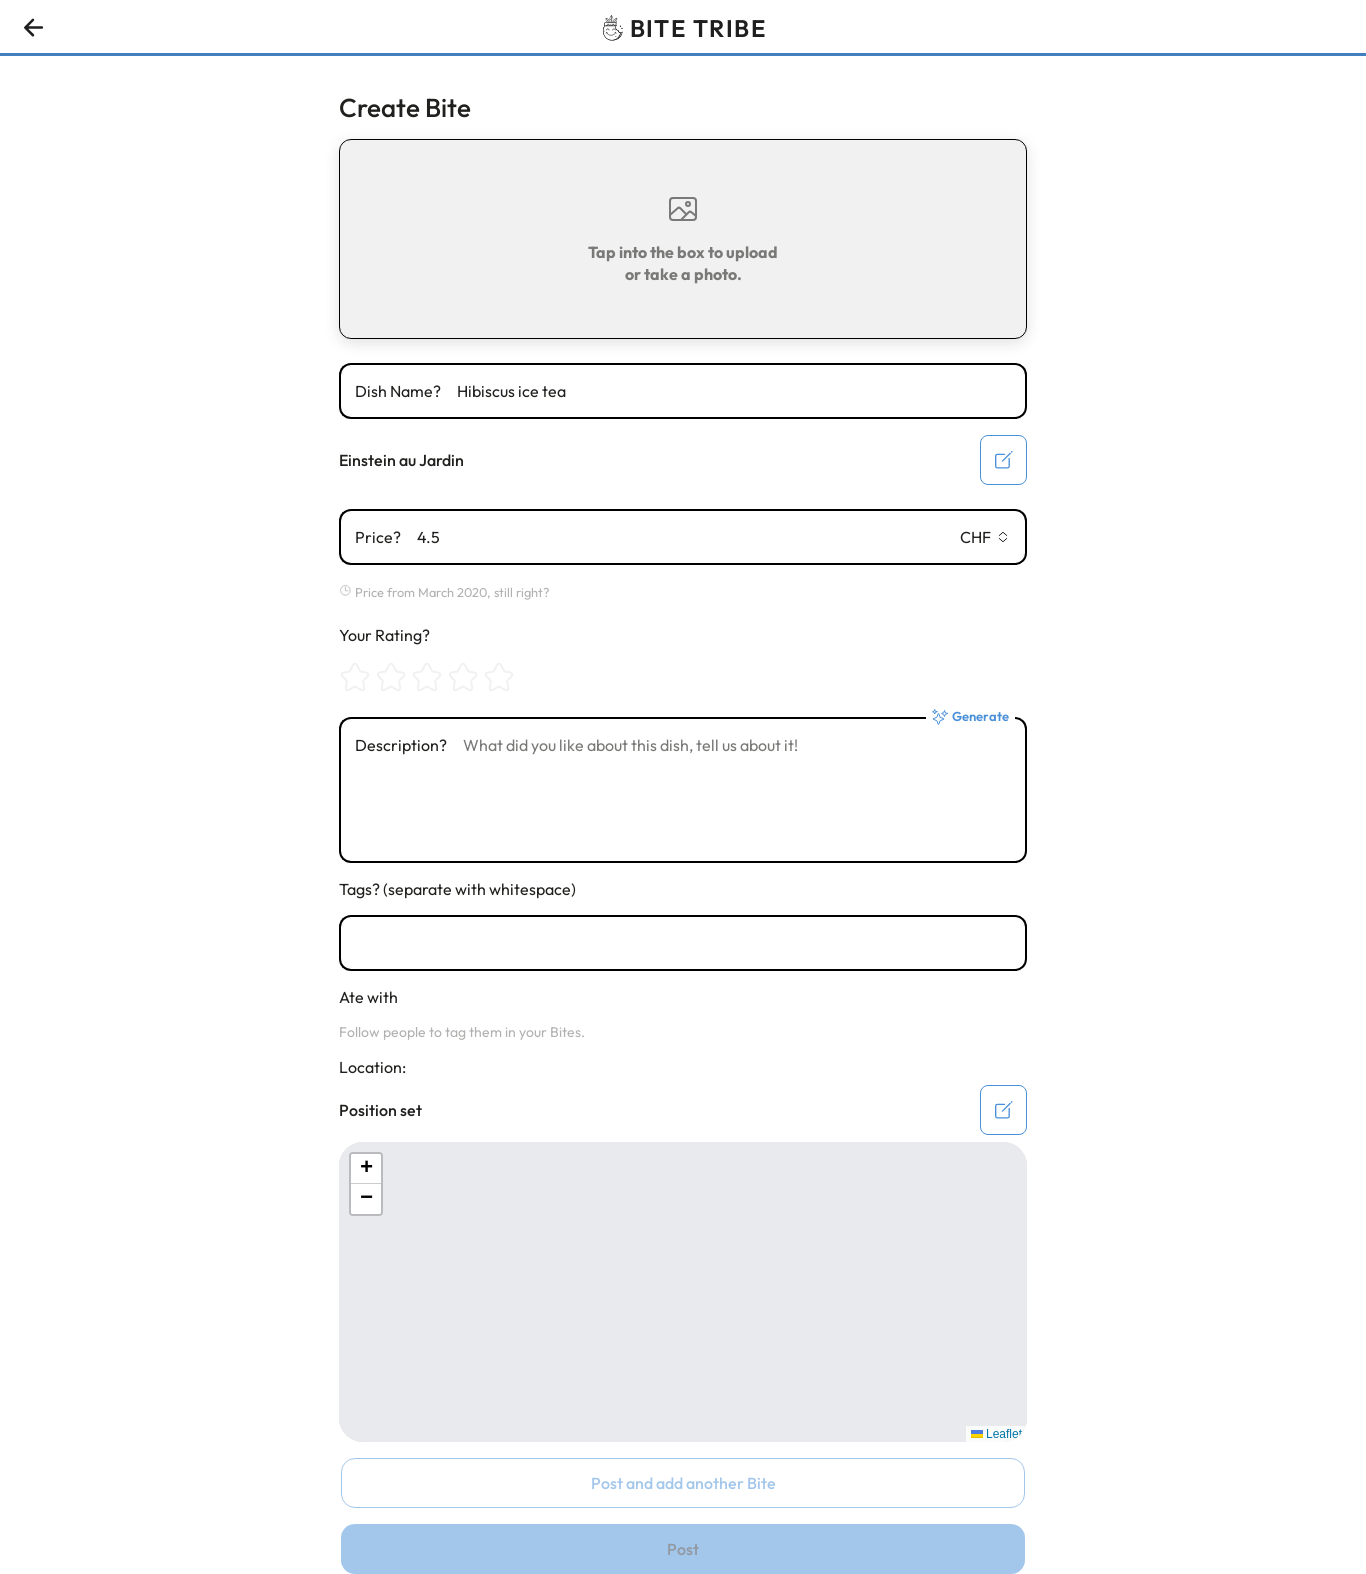 BITE TRIBE
Create Bite
Tap into the box to upload
or take a photo.
Dish Name? Hibiscus ice tea
Einstein au Jardin
Price? 4.5 CHF
Price from March 2020, still right?
Your Rating?
Generate
Description? What did you like about this dish, tell us about it!
Tags? (separate with whitespace)
Ate with
Follow people to tag them in your Bites.
Location:
Position set
+
−
Leaflet
Post and add another Bite
Post